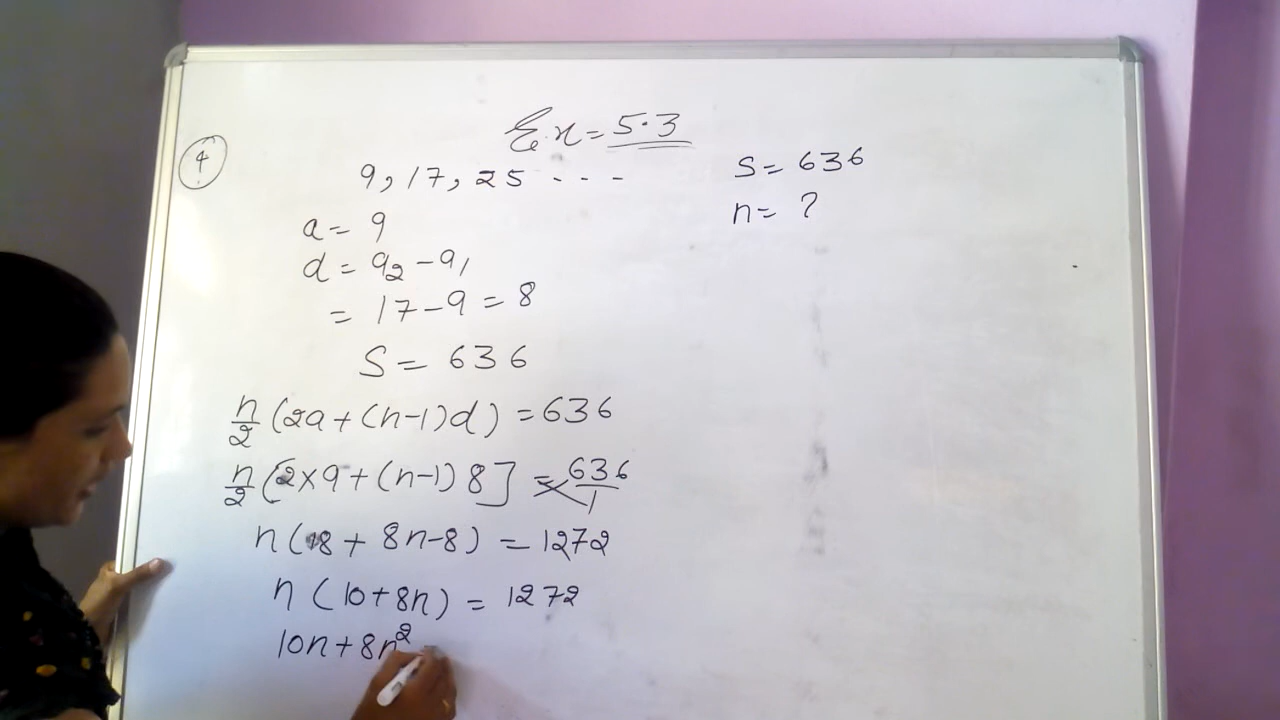 Ex = 5.3
4
9, 17, 25 - - -
S = 636
n = ?
a = 9
d = a2 - a1
= 17 - 9 = 8
S = 636
n/2 (2a + (n-1)d) = 636
n/2 [2×9 + (n-1) 8] = 636/1
n (18 + 8n - 8) = 1272
n (10 + 8n) = 1272
10n + 8n²